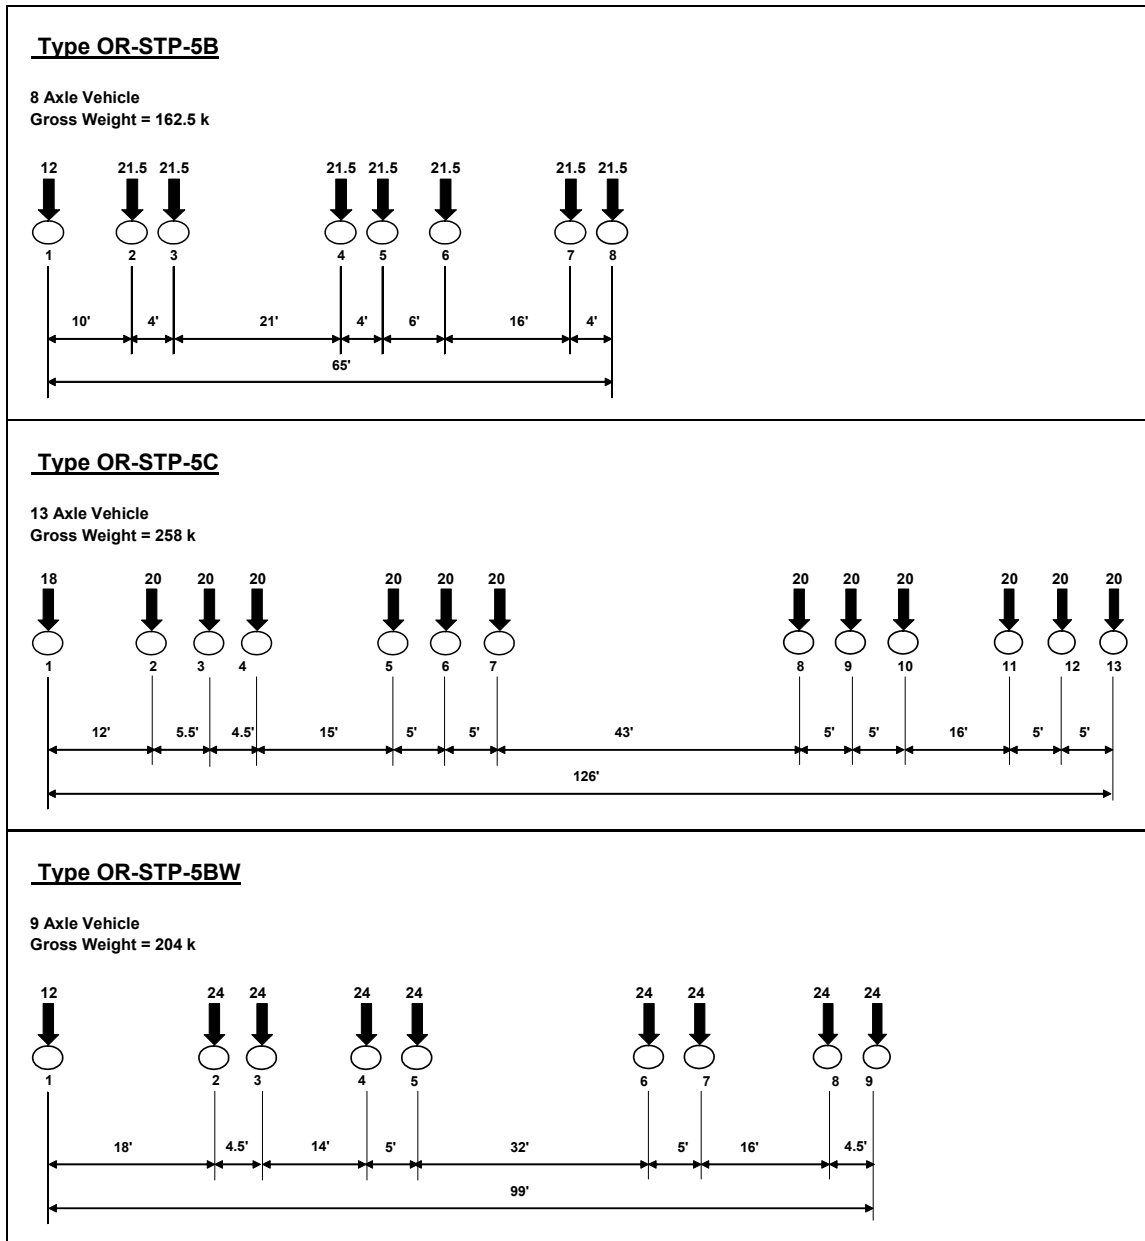 Type OR-STP-5B
8 Axle Vehicle
Gross Weight = 162.5 k
12 21.5 21.5 21.5 21.5 21.5 21.5 21.5
1 2 3 4 5 6 7 8
10' 4' 21' 4' 6' 16' 4'
65'
Type OR-STP-5C
13 Axle Vehicle
Gross Weight = 258 k
18 20 20 20 20 20 20 20 20 20 20 20 20
1 2 3 4 5 6 7 8 9 10 11 12 13
12' 5.5' 4.5' 15' 5' 5' 43' 5' 5' 16' 5' 5'
126'
Type OR-STP-5BW
9 Axle Vehicle
Gross Weight = 204 k
12 24 24 24 24 24 24 24 24
1 2 3 4 5 6 7 8 9
18' 4.5' 14' 5' 32' 5' 16' 4.5'
99'